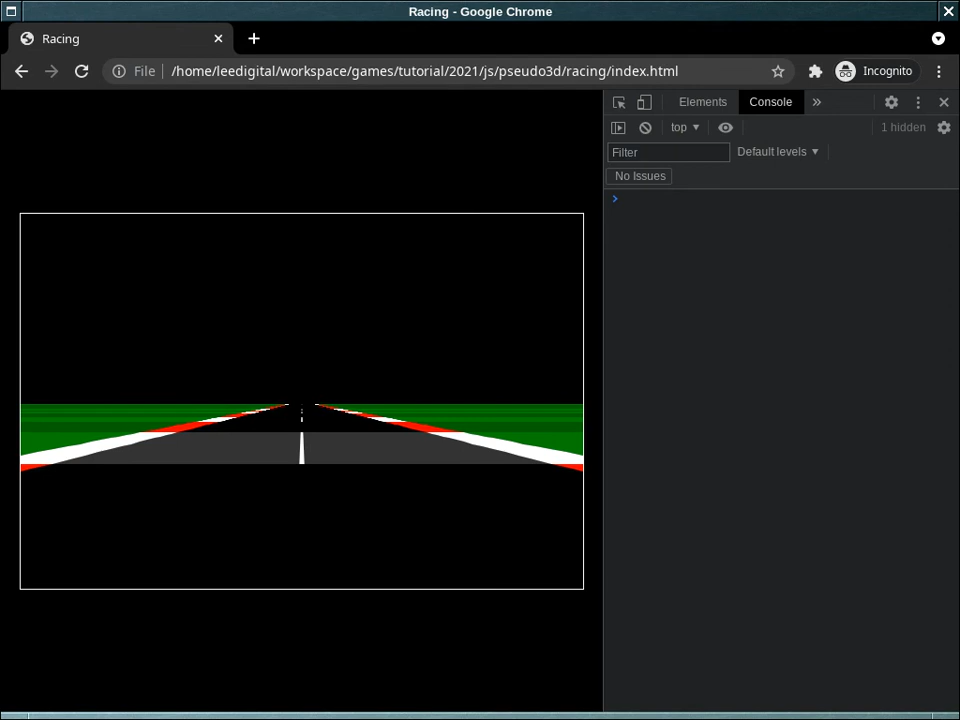 Racing - Google Chrome
Racing
File /home/leedigital/workspace/games/tutorial/2021/js/pseudo3d/racing/index.html Incognito
Elements Console »
top 1 hidden
Filter Default levels
No Issues